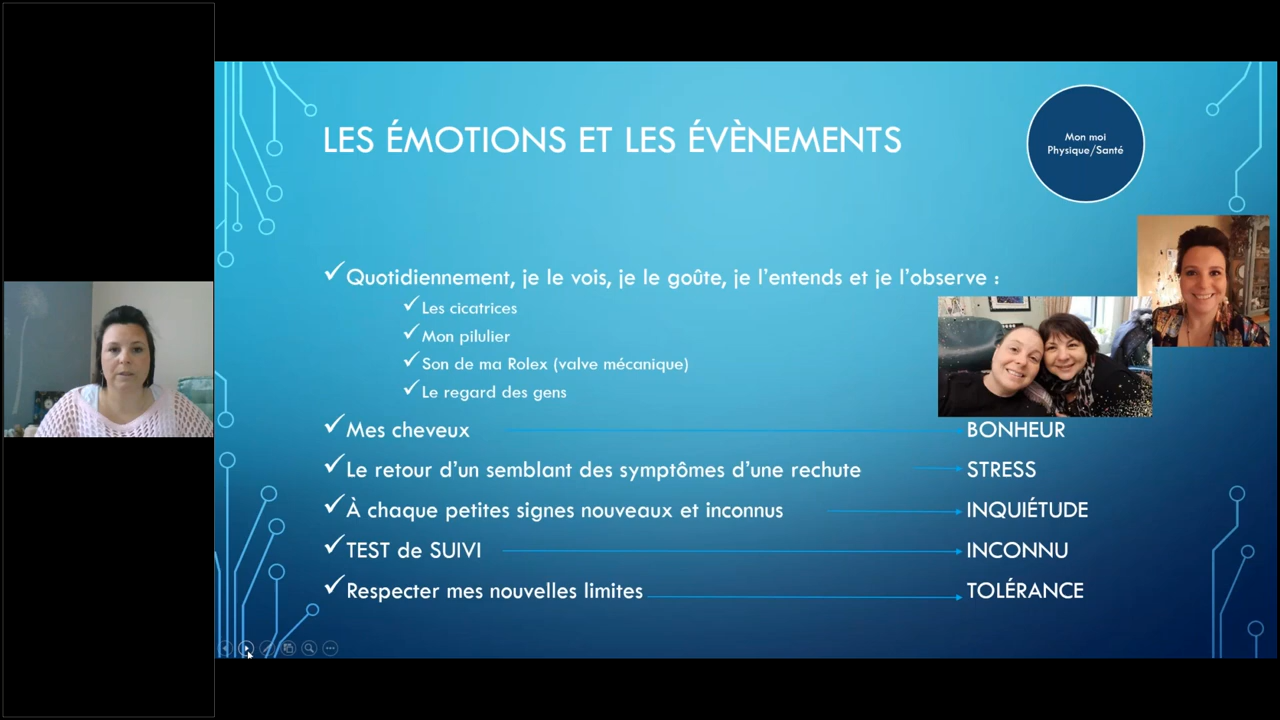 LES ÉMOTIONS ET LES ÉVÈNEMENTS
Mon moi
Physique/Santé
Quotidiennement, je le vois, je le goûte, je l'entends et je l'observe :
Les cicatrices
Mon pilulier
Son de ma Rolex (valve mécanique)
Le regard des gens
Mes cheveux BONHEUR
Le retour d'un semblant des symptômes d'une rechute STRESS
À chaque petites signes nouveaux et inconnus INQUIÉTUDE
TEST de SUIVI INCONNU
Respecter mes nouvelles limites TOLÉRANCE